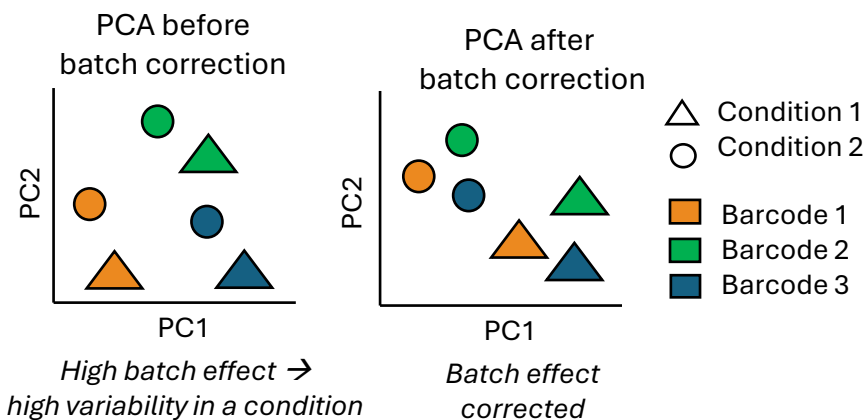 PCA before
batch correction
PC2
PC1
High batch effect →
high variability in a condition
PCA after
batch correction
PC2
PC1
Batch effect
corrected
Condition 1
Condition 2
Barcode 1
Barcode 2
Barcode 3